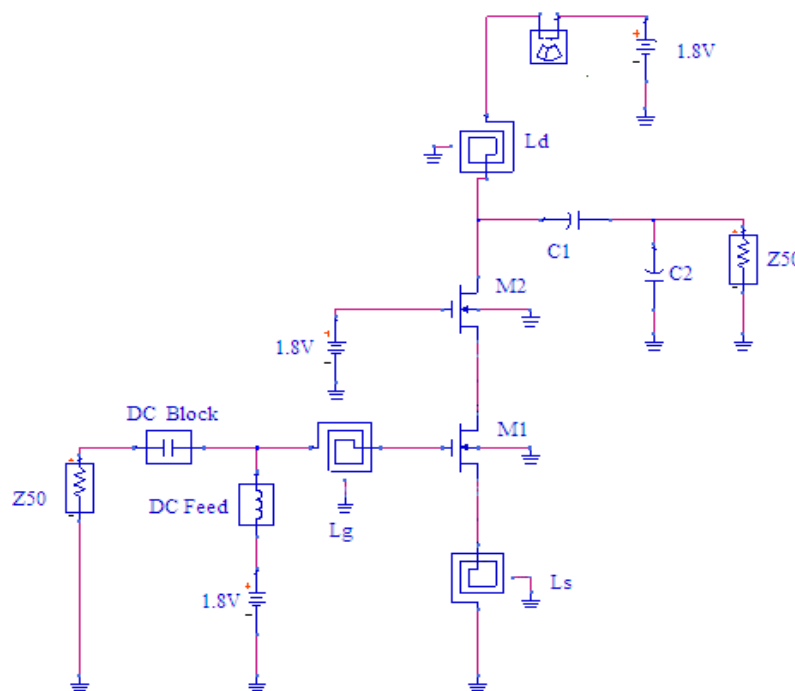 1.8V
Ld
C1
C2
Z50
M2
1.8V
DC Block
M1
Z50
DC Feed
Lg
1.8V
Ls